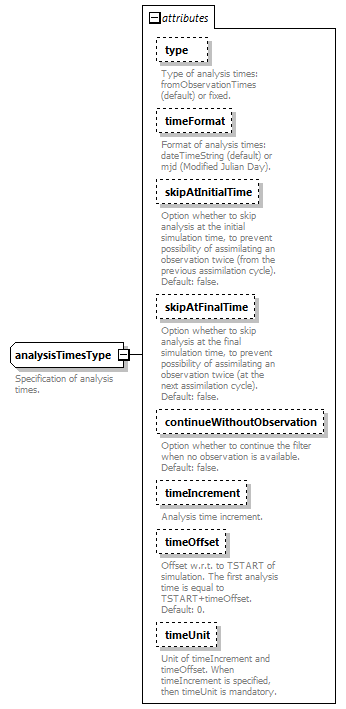 attributes
type
Type of analysis times:
fromObservationTimes
(default) or fixed.
timeFormat
Format of analysis times:
dateTimeString (default) or
mjd (Modified Julian Day).
skipAtInitialTime
Option whether to skip
analysis at the initial
simulation time, to prevent
possibility of assimilating an
observation twice (from the
previous assimilation cycle).
Default: false.
skipAtFinalTime
Option whether to skip
analysis at the final
simulation time, to prevent
possibility of assimilating an
observation twice (at the
next assimilation cycle).
Default: false.
analysisTimesType
Specification of analysis
times.
continueWithoutObservation
Option whether to continue the filter
when no observation is available.
Default: false.
timeIncrement
Analysis time increment.
timeOffset
Offset w.r.t. to TSTART of
simulation. The first analysis
time is equal to
TSTART+timeOffset.
Default: 0.
timeUnit
Unit of timeIncrement and
timeOffset. When
timeIncrement is specified,
then timeUnit is mandatory.